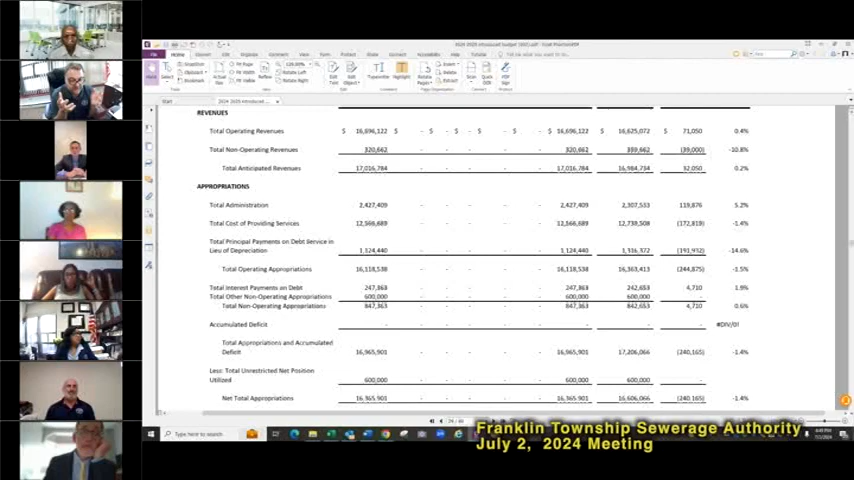 REVENUES
Total Operating Revenues $ 16,696,122 $ - $ - $ - $ - $ - $ 16,696,122 $ 16,625,072 $ 71,050 0.4%
Total Non-Operating Revenues 320,662 - - - - - 320,662 359,662 (39,000) -10.8%
Total Anticipated Revenues 17,016,784 - - - - - 17,016,784 16,984,734 32,050 0.2%
APPROPRIATIONS
Total Administration 2,427,409 - - - - - 2,427,409 2,307,533 119,876 5.2%
Total Cost of Providing Services 12,566,689 - - - - - 12,566,689 12,739,508 (172,819) -1.4%
Total Principal Payments on Debt Service in
Lieu of Depreciation 1,124,440 - - - - - 1,124,440 1,316,372 (191,932) -14.6%
Total Operating Appropriations 16,118,538 - - - - - 16,118,538 16,363,413 (244,875) -1.5%
Total Interest Payments on Debt 247,363 - - - - - 247,363 242,653 4,710 1.9%
Total Other Non-Operating Appropriations 600,000 - - - - - 600,000 600,000 -
Total Non-Operating Appropriations 847,363 - - - - - 847,363 842,653 4,710 0.6%
Accumulated Deficit - - - - - - - - - #DIV/0!
Total Appropriations and Accumulated
Deficit 16,965,901 - - - - - 16,965,901 17,206,066 (240,165) -1.4%
Less: Total Unrestricted Net Position
Utilized 600,000 - - - - - 600,000 600,000 -
Net Total Appropriations 16,365,901 - - - - - 16,365,901 16,606,066 (240,165) -1.4%
Type here to search
Franklin Township Sewerage Authority
July 2, 2024 Meeting